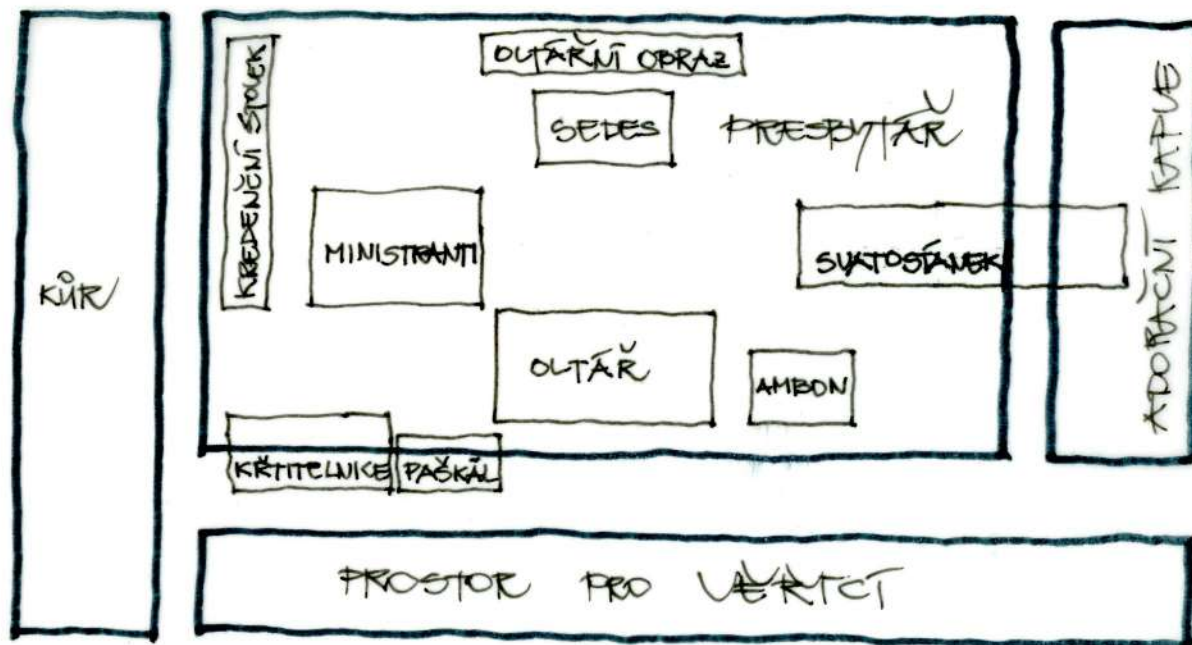 OLTÁŘNÍ OBRAZ
KREDENČNÍ STOLEK
SEDES
PRESBYTÁŘ
ADORAČNÍ KAPLE
MINISTRANTI
SVATOSTÁNEK
KŮR
OLTÁŘ
AMBON
KŘTITELNICE
PAŠKÁL
PROSTOR PRO VĚŘÍCÍ